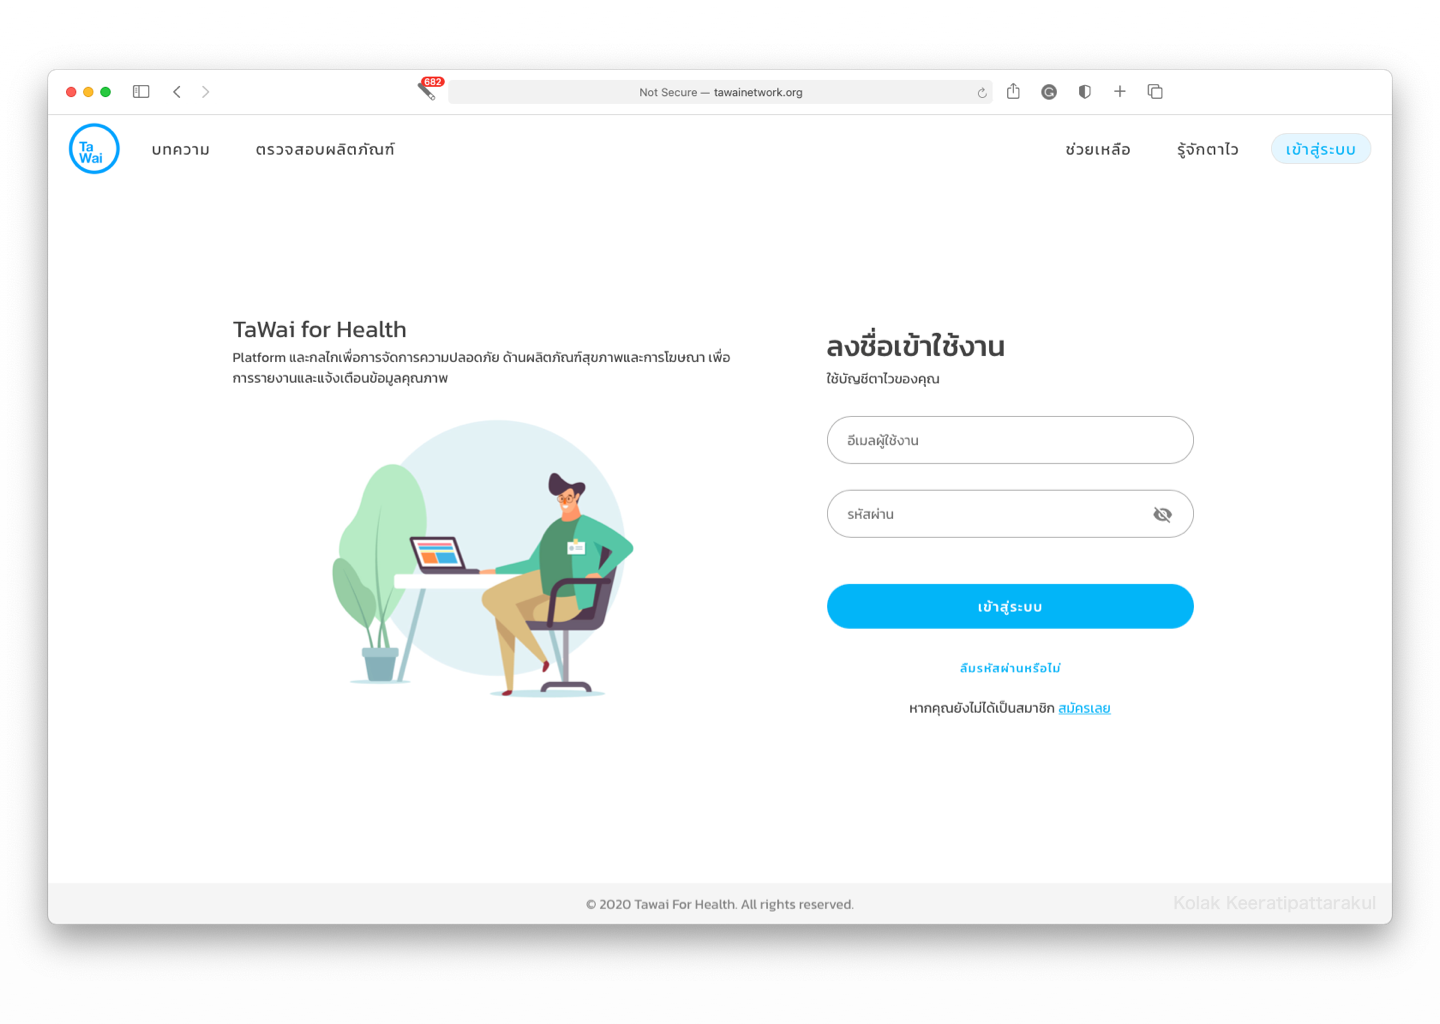 682
Not Secure — tawainetwork.org
Ta
Wai
บทความ
ตรวจสอบผลิตภัณฑ์
ช่วยเหลือ
รู้จักตาไว
เข้าสู่ระบบ
TaWai for Health
Platform และกลไกเพื่อการจัดการความปลอดภัย ด้านผลิตภัณฑ์สุขภาพและการโฆษณา เพื่อ
การรายงานและแจ้งเตือนข้อมูลคุณภาพ
ลงชื่อเข้าใช้งาน
ใช้บัญชีตาไวของคุณ
อีเมลผู้ใช้งาน
รหัสผ่าน
เข้าสู่ระบบ
ลืมรหัสผ่านหรือไม่
หากคุณยังไม่ได้เป็นสมาชิก สมัครเลย
© 2020 Tawai For Health. All rights reserved.
Kolak Keeratipattarakul